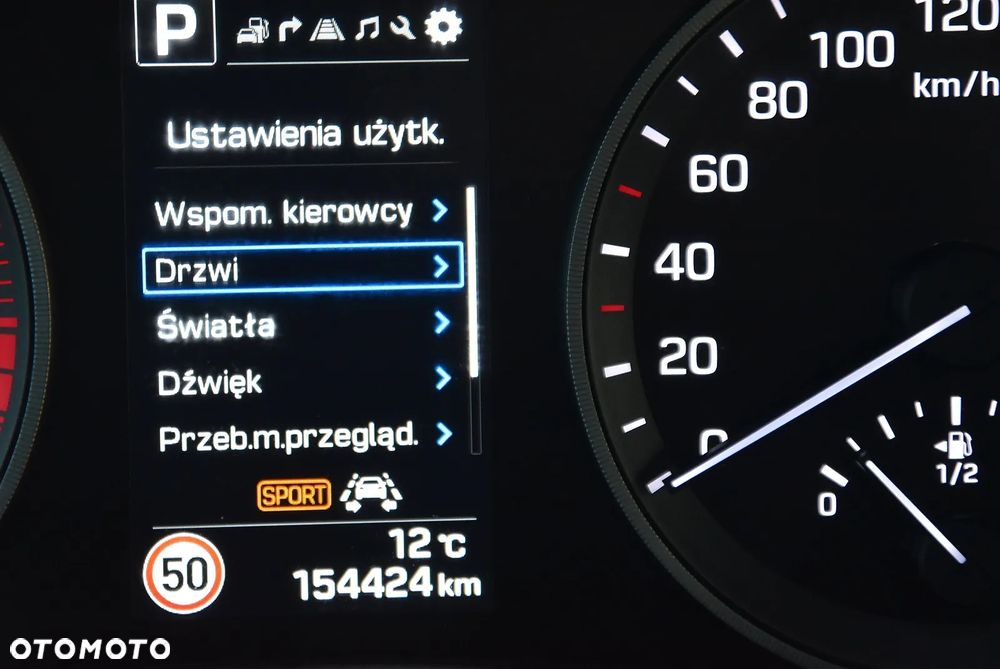 P
Ustawienia użytk.
Wspom. kierowcy
Drzwi
Światła
Dźwięk
Przeb.m.przegląd.
SPORT
12 °C
50
154424 km
120
100
km/h
80
60
40
20
0
0
1/2
OTOMOTO